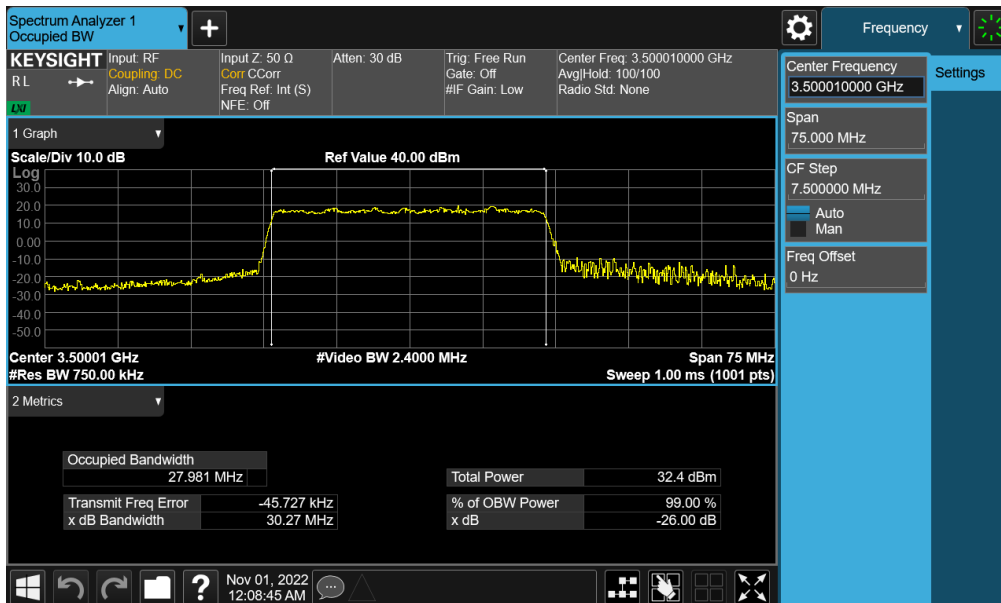 Spectrum Analyzer 1
Occupied BW
+
Frequency
KEYSIGHT
R L
LXI
Input: RF
Coupling: DC
Align: Auto
Input Z: 50 Ω
Corr CCorr
Freq Ref: Int (S)
NFE: Off
Atten: 30 dB
Trig: Free Run
Gate: Off
#IF Gain: Low
Center Freq: 3.500010000 GHz
Avg|Hold: 100/100
Radio Std: None
Center Frequency
3.500010000 GHz
Settings
Span
75.000 MHz
CF Step
7.500000 MHz
Auto
Man
Freq Offset
0 Hz
1 Graph
Scale/Div 10.0 dB
Ref Value 40.00 dBm
Log
30.0
20.0
10.0
0.00
-10.0
-20.0
-30.0
-40.0
-50.0
Center 3.50001 GHz
#Video BW 2.4000 MHz
Span 75 MHz
#Res BW 750.00 kHz
Sweep 1.00 ms (1001 pts)
2 Metrics
Occupied Bandwidth
27.981 MHz
Total Power 32.4 dBm
Transmit Freq Error -45.727 kHz
% of OBW Power 99.00 %
x dB Bandwidth 30.27 MHz
x dB -26.00 dB
?
Nov 01, 2022
12:08:45 AM